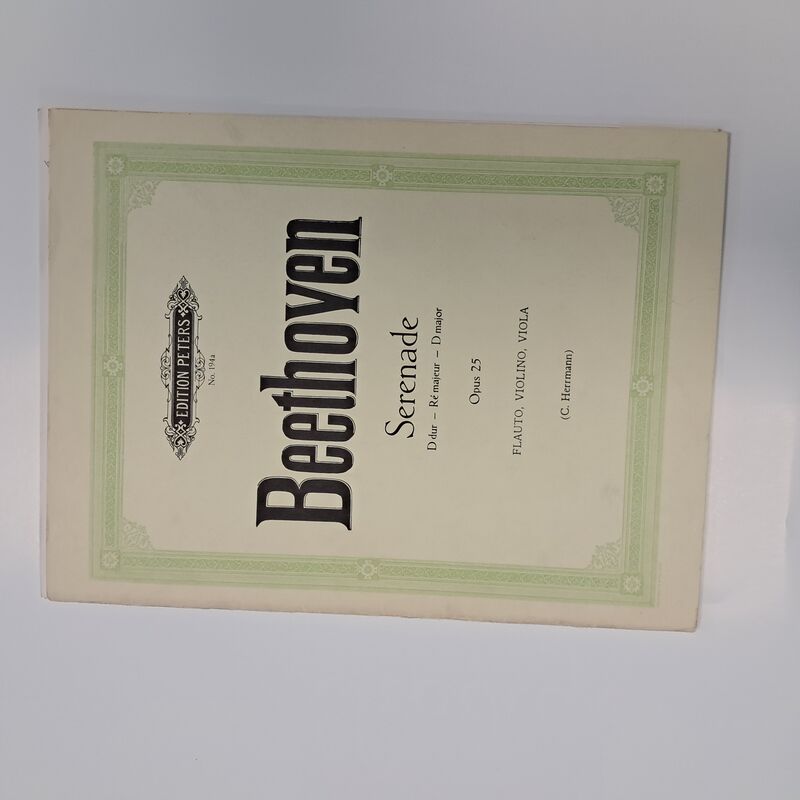 EDITION PETERS
No. 194a
Beethoven
Serenade
D dur – Ré majeur – D major
Opus 25
FLAUTO, VIOLINO, VIOLA
(C. Herrmann)